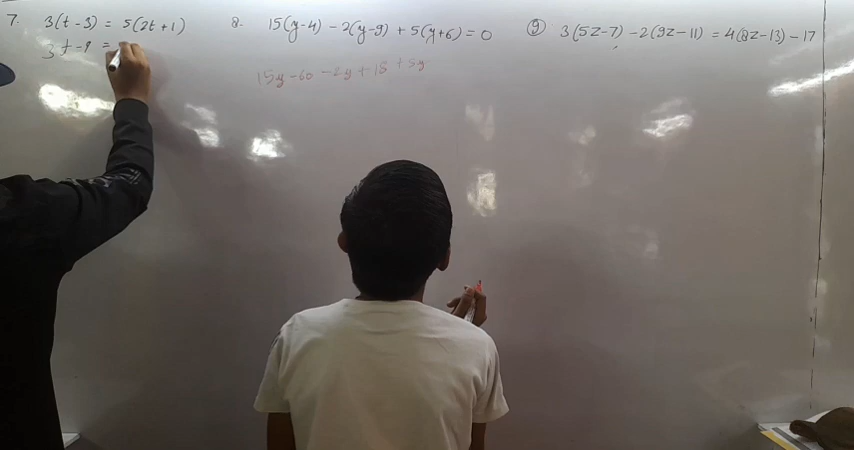 7. 3(t-3) = 5(2t+1)
3t-9 =
8. 15(y-4) - 2(y-9) + 5(y+6) = 0
15y-60 -2y+18 +5y
9. 3(5z-7) - 2(9z-11) = 4(8z-13) - 17